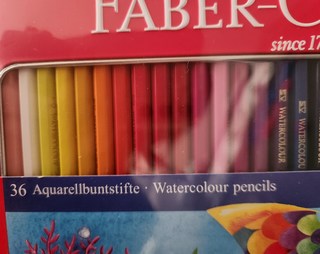 FABER-C
since 17
WATERCOLOUR
WATERCOLOUR
36 Aquarellbuntstifte · Watercolour pencils